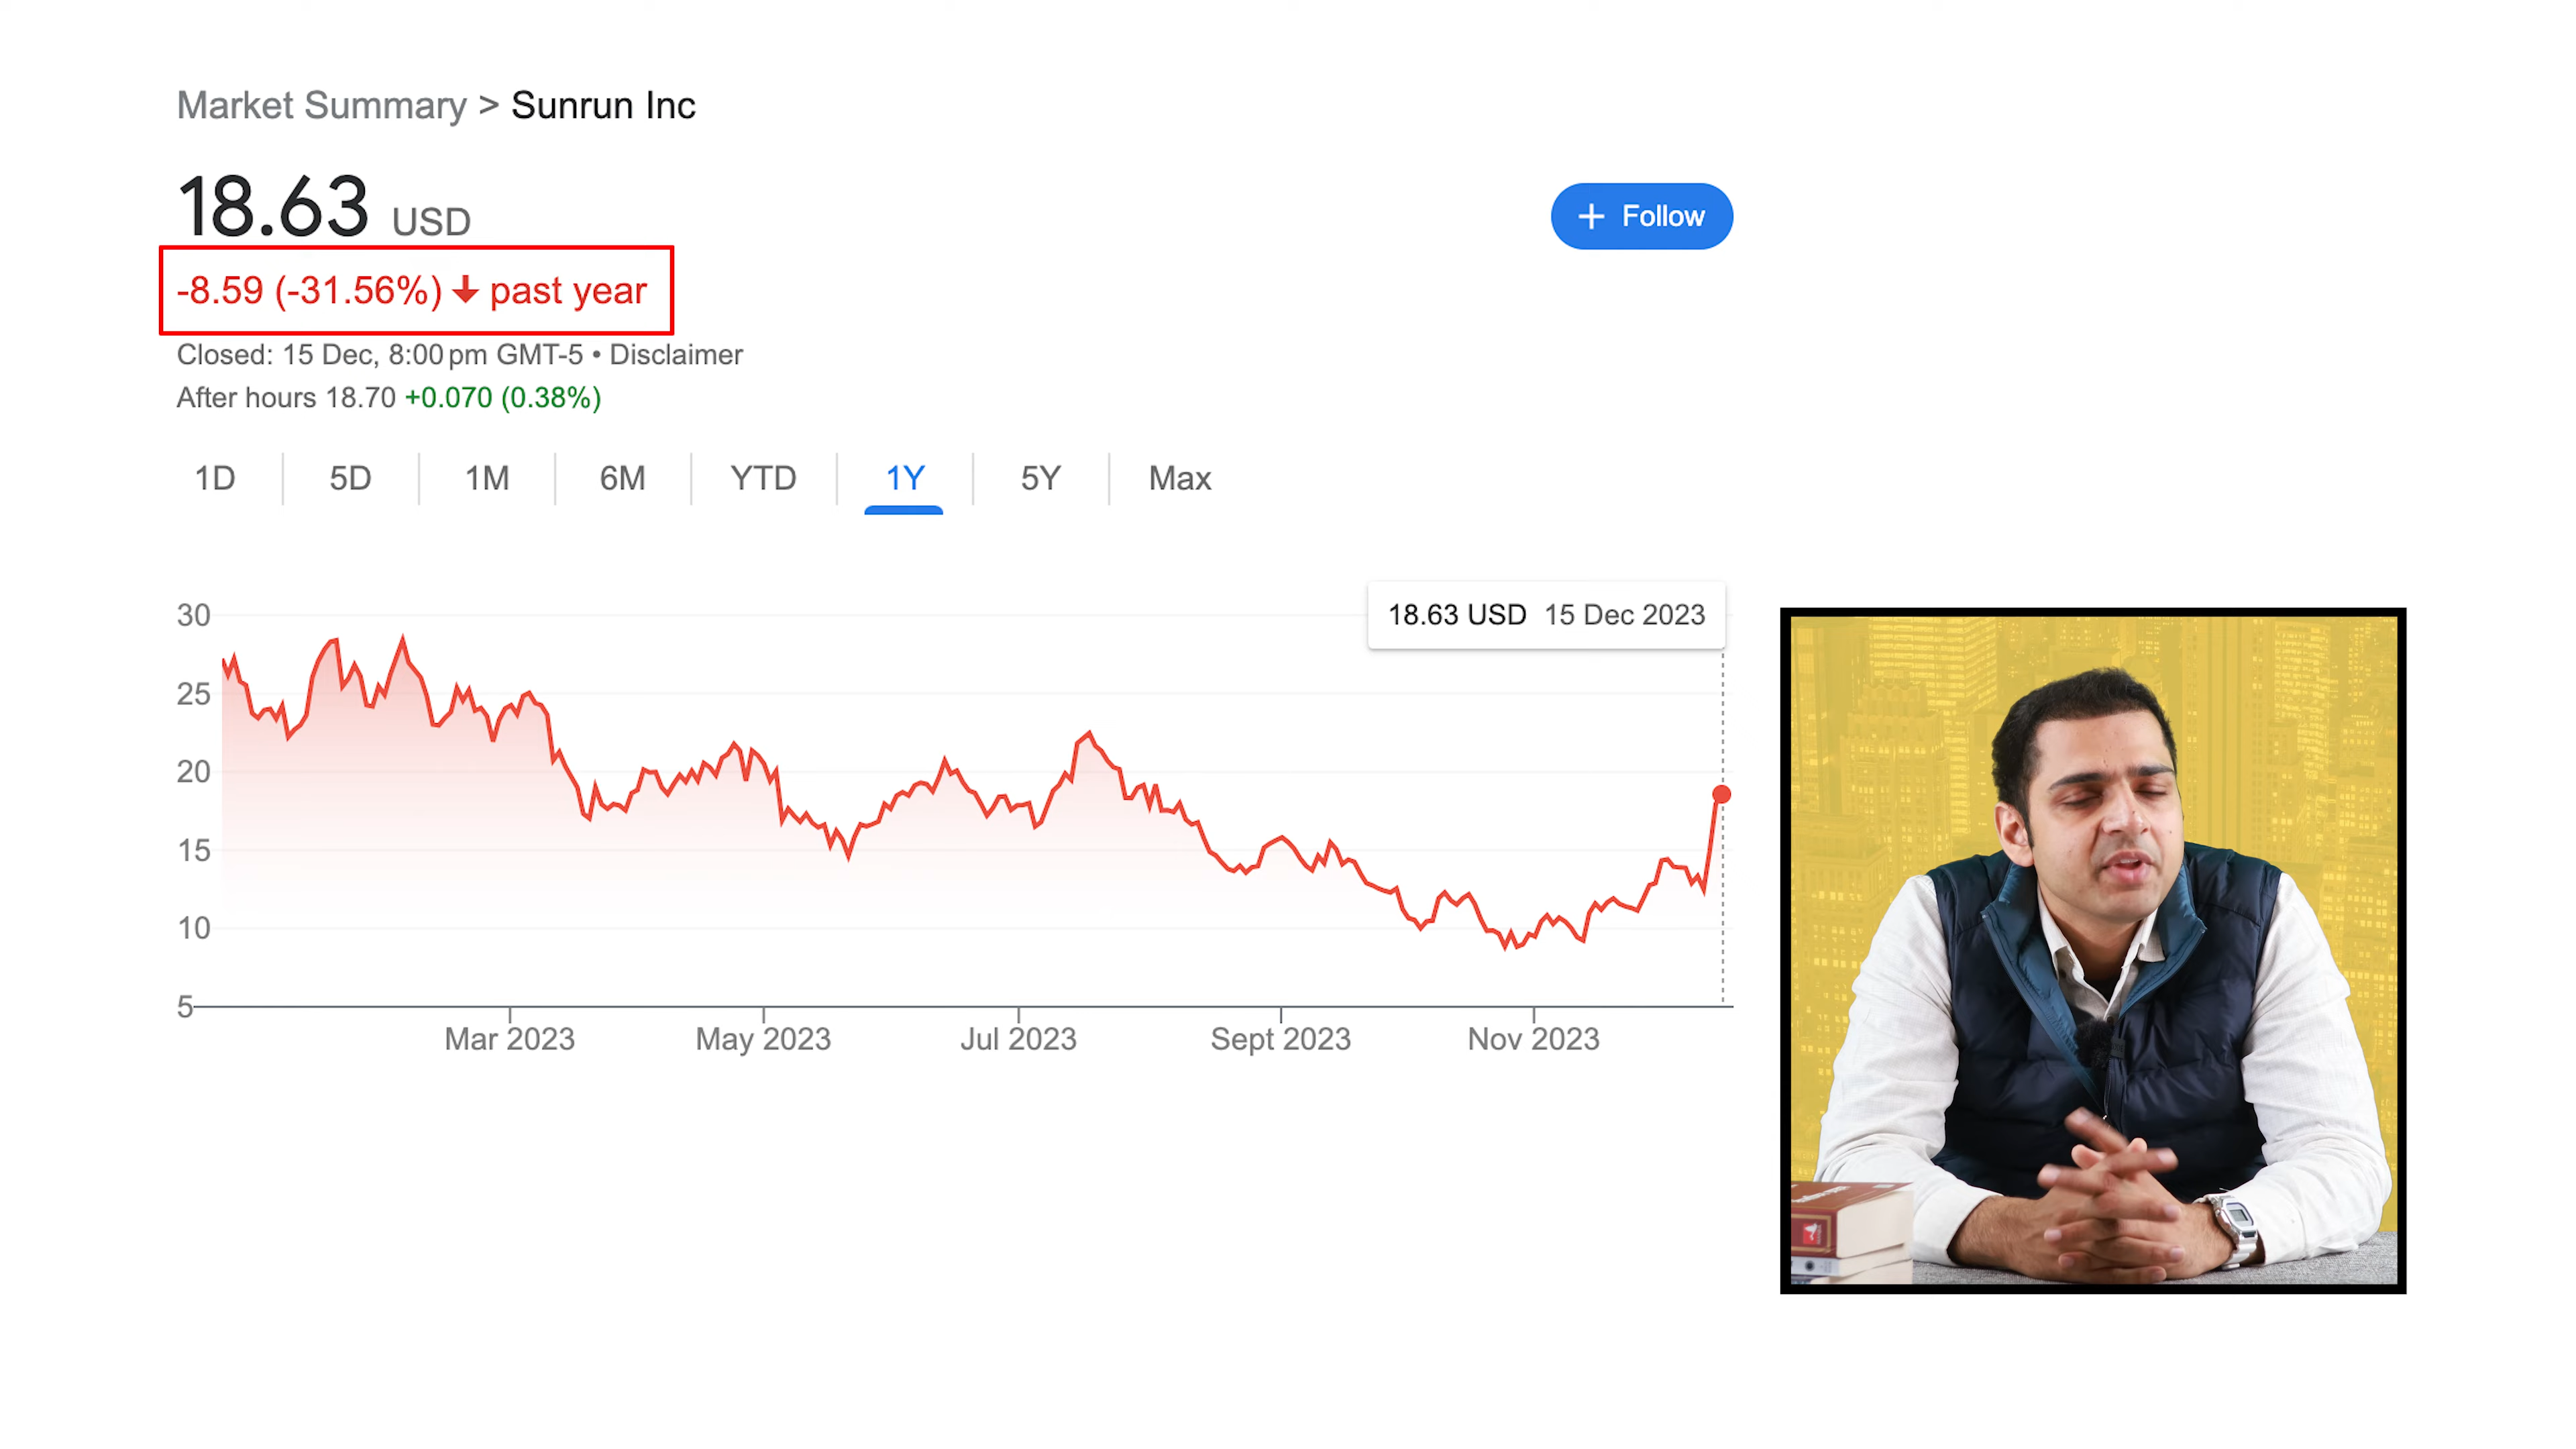 Market Summary > Sunrun Inc
18.63 USD
+ Follow
-8.59 (-31.56%) ↓ past year
Closed: 15 Dec, 8:00 pm GMT-5 • Disclaimer
After hours 18.70 +0.070 (0.38%)
1D 5D 1M 6M YTD 1Y 5Y Max
18.63 USD 15 Dec 2023
30
25
20
15
10
5
Mar 2023 May 2023 Jul 2023 Sept 2023 Nov 2023